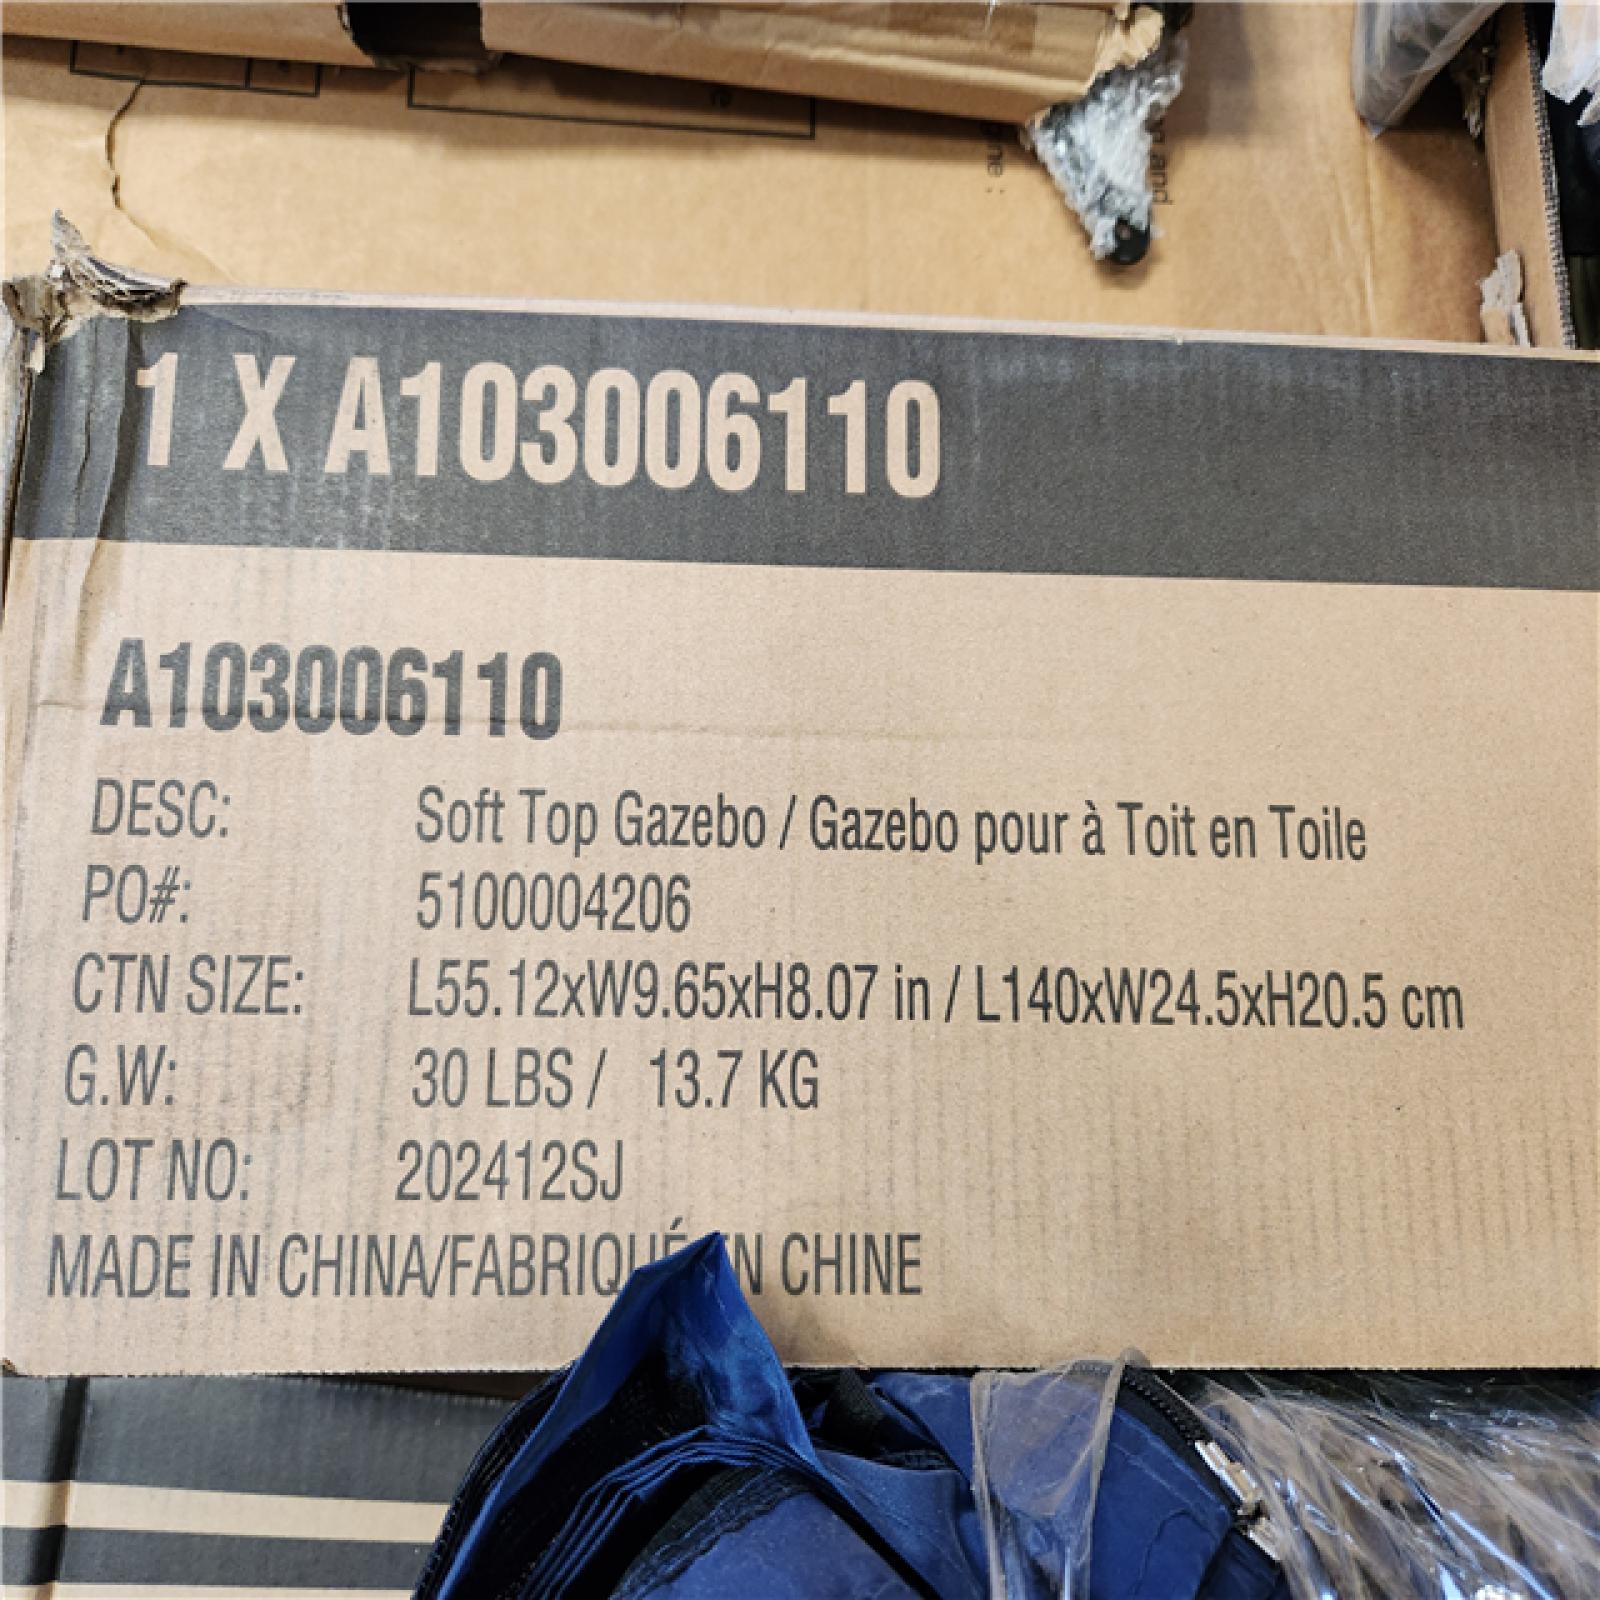 1 X A103006110
A103006110
DESC: Soft Top Gazebo / Gazebo pour à Toit en Toile
PO#: 5100004206
CTN SIZE: L55.12xW9.65xH8.07 in / L140xW24.5xH20.5 cm
G.W: 30 LBS / 13.7 KG
LOT NO: 202412SJ
MADE IN CHINA/FABRIQUÉ EN CHINE